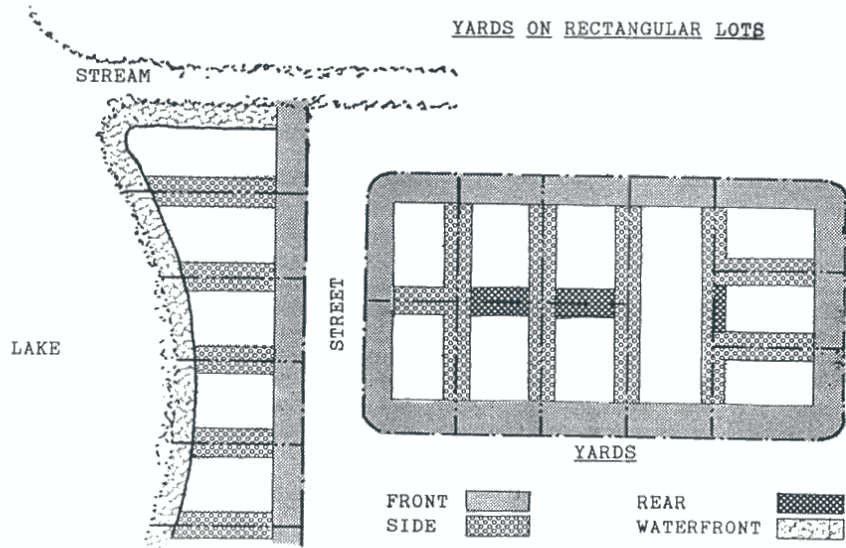 YARDS ON RECTANGULAR LOTS
STREAM
LAKE
STREET
YARDS
FRONT
SIDE
REAR
WATERFRONT